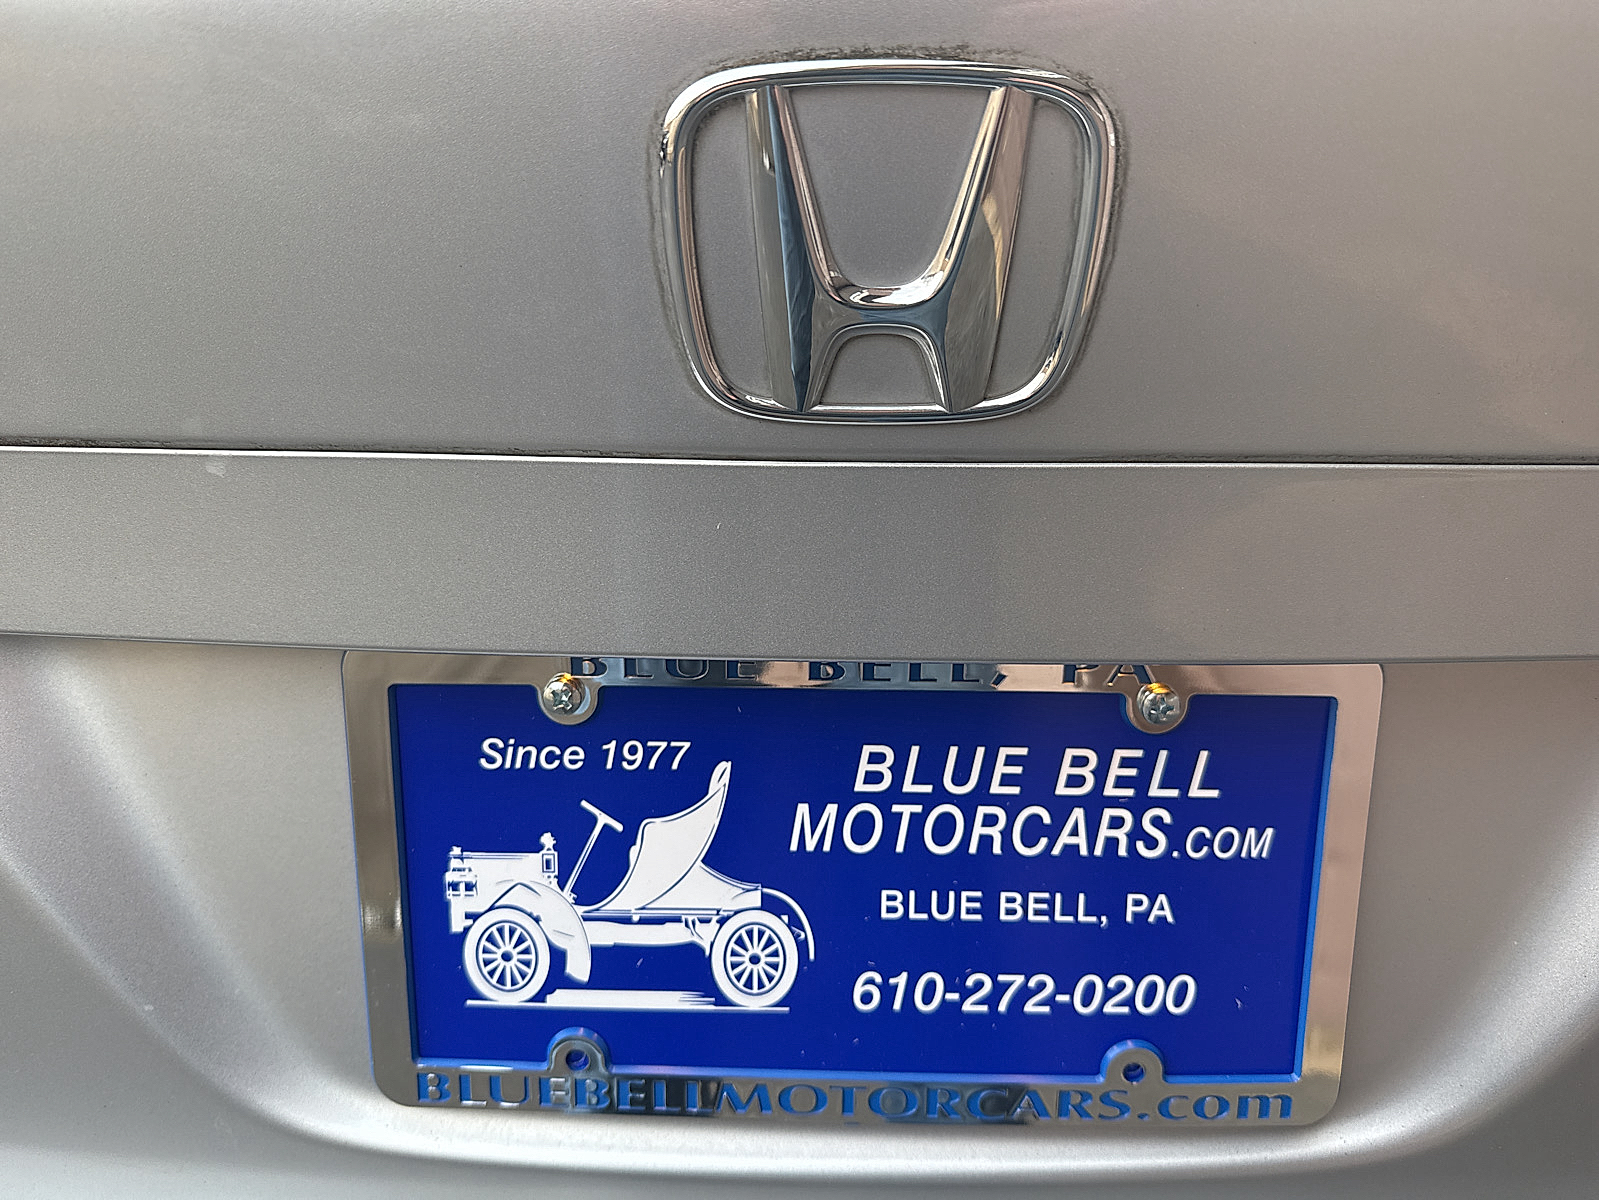 BLUE BELL, PA
Since 1977
BLUE BELL
MOTORCARS.COM
BLUE BELL, PA
610-272-0200
BLUEBELLMOTORCARS.com